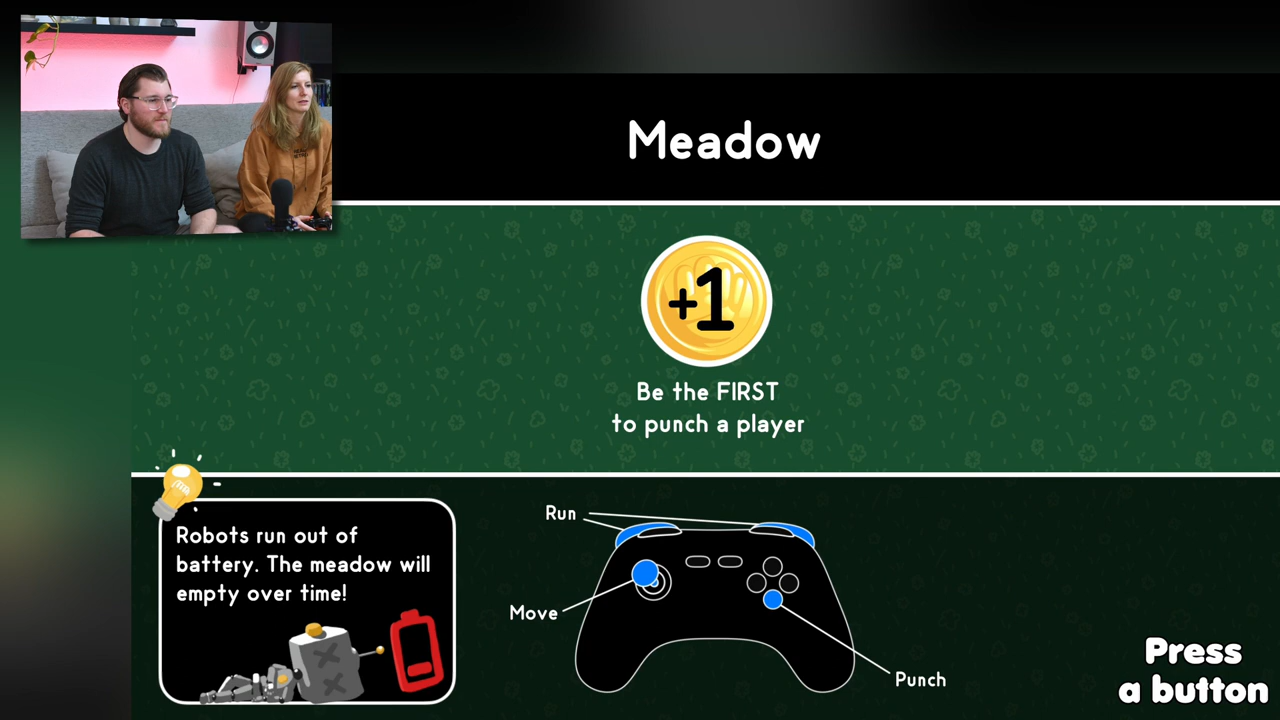 Meadow
+1
Be the FIRST
to punch a player
Robots run out of
battery. The meadow will
empty over time!
Run
Move
Punch
Press
a button